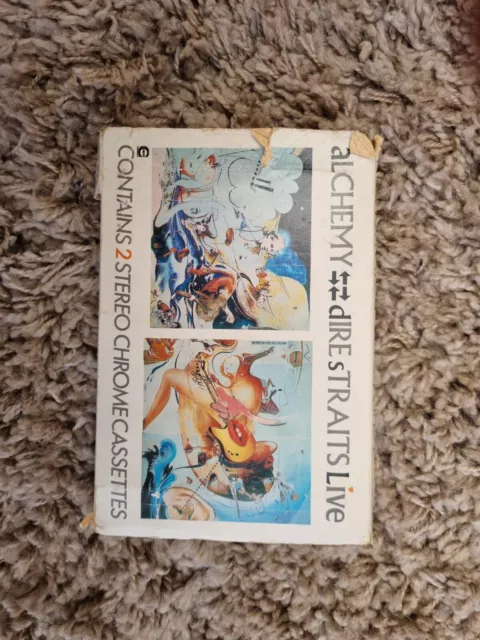 aLCHEMY ⇆⇄ dIRE sTRAITS Live
CONTAINS 2 STEREO CHROME CASSETTES